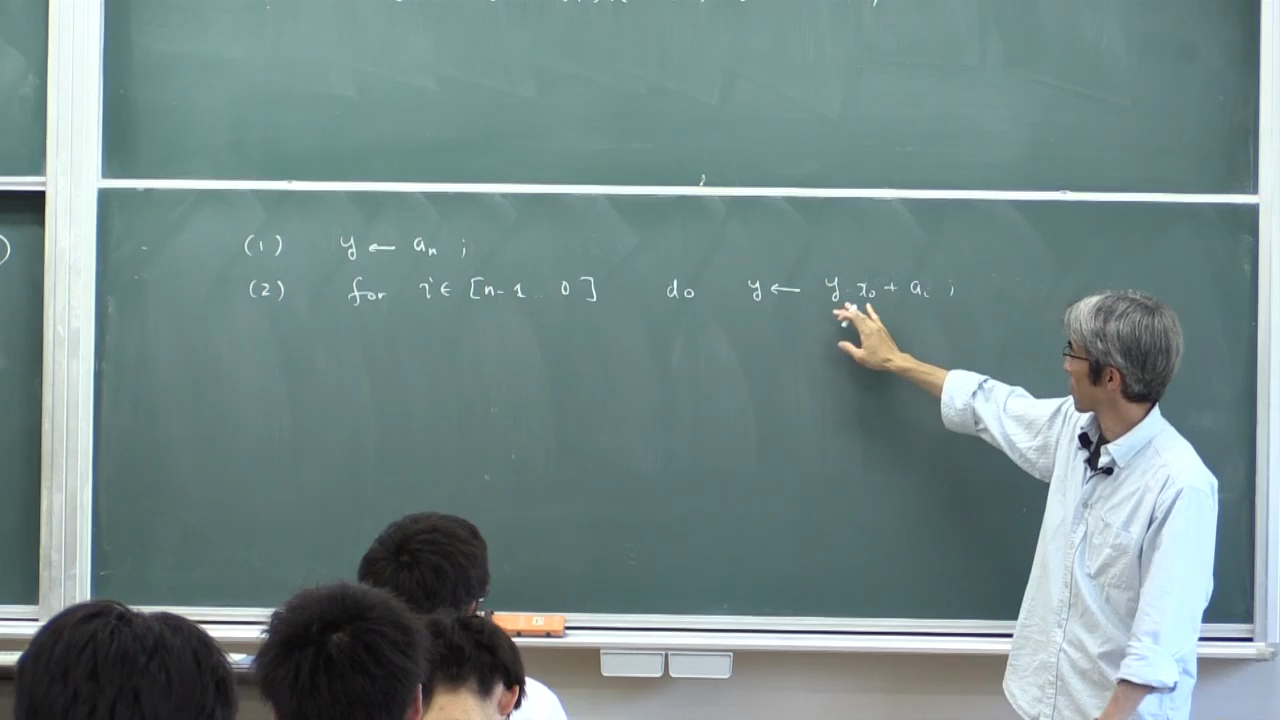 (1) y ← aₙ ;
(2) for i ∈ [n-1 .. 0] do y ← y·x₀ + aᵢ ;